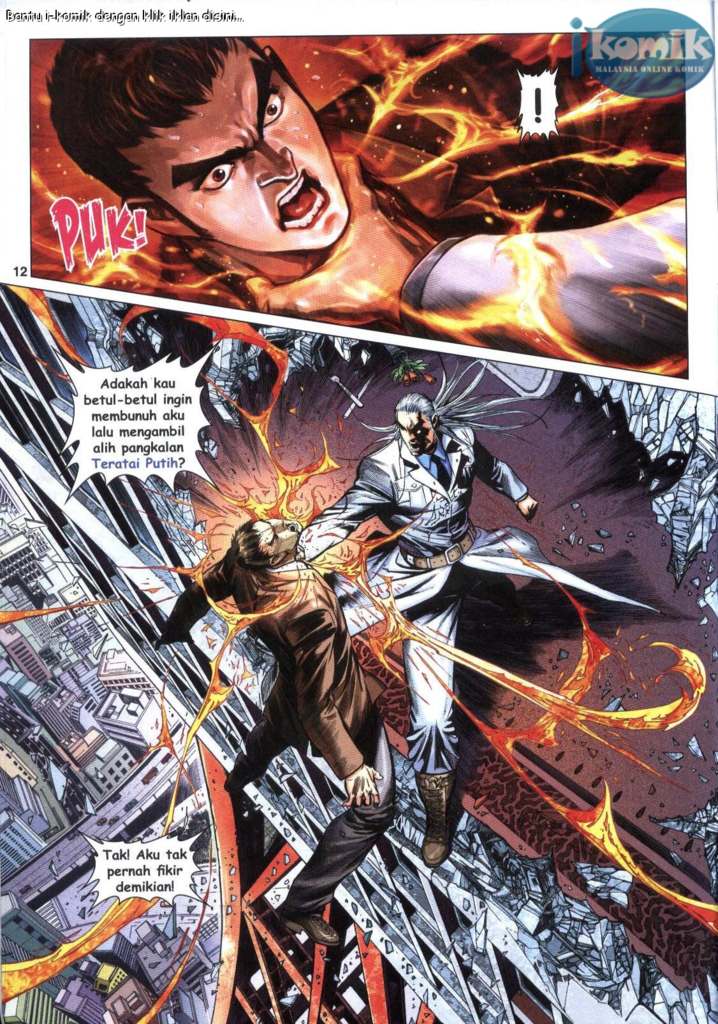 Bantu i-komik dengan klik iklan disini...
ikomik
MALAYSIA ONLINE KOMIK
!
PUK!
12
Adakah kau
betul-betul ingin
membunuh aku
lalu mengambil
alih pangkalan
Teratai Putih?
Tak! Aku tak
pernah fikir
demikian!
ikomik